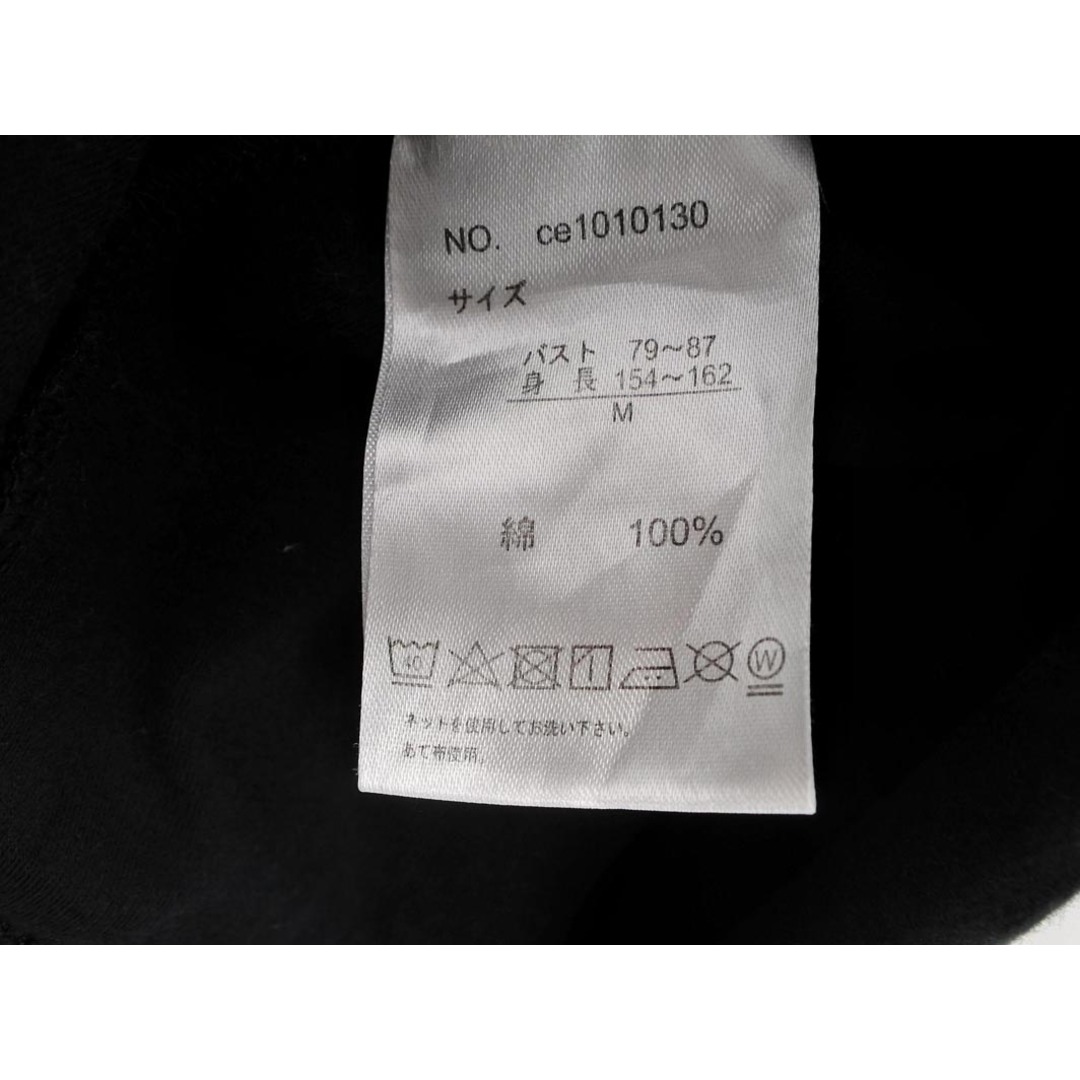 NO. ce1010130
サイズ
バスト 79～87
身 長 154～162
M
綿 100%
40 W
ネットを使用してお洗い下さい。
あて布使用。